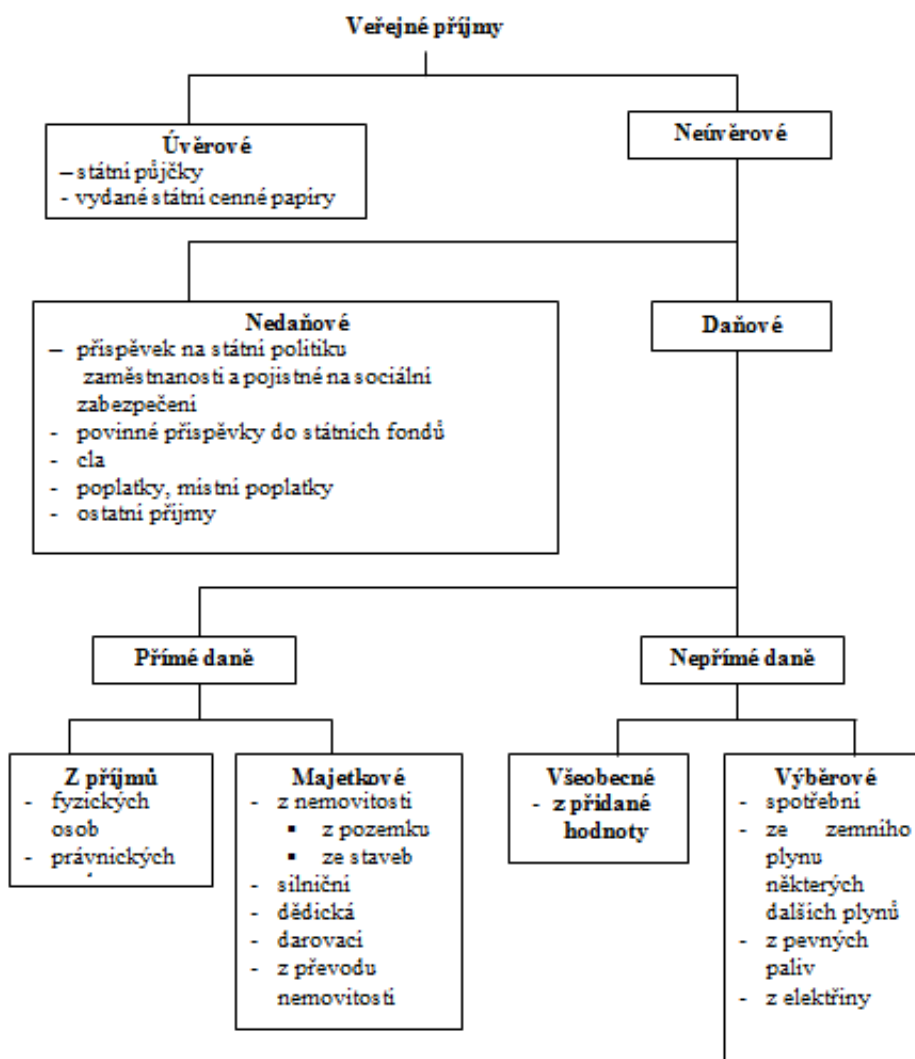 Veřejné příjmy
Úvěrové
– státní půjčky
- vydané státní cenné papíry
Neúvěrové
Nedaňové
– příspěvek na státní politiku
zaměstnanosti a pojistné na sociální
zabezpečení
- povinné příspěvky do státních fondů
- cla
- poplatky, místní poplatky
- ostatní příjmy
Daňové
Přímé daně
Nepřímé daně
Z příjmů
- fyzických
osob
- právnických
Majetkové
- z nemovitostí
▪ z pozemku
▪ ze staveb
- silniční
- dědická
- darovací
- z převodu
nemovitostí
Všeobecné
- z přidané
hodnoty
Výběrové
- spotřební
- ze zemního
plynu
některých
dalších plynů
- z pevných
paliv
- z elektřiny